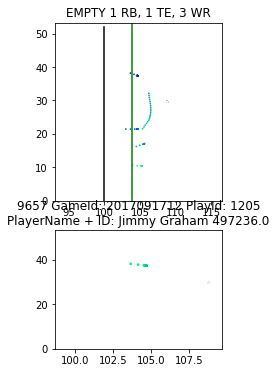 EMPTY 1 RB, 1 TE, 3 WR
50
40
30
20
10
0
95 100 105 110 115
9657 GameId: 2017091712 PlayId: 1205
PlayerName + ID: Jimmy Graham 497236.0
40
20
0
100.0 102.5 105.0 107.5